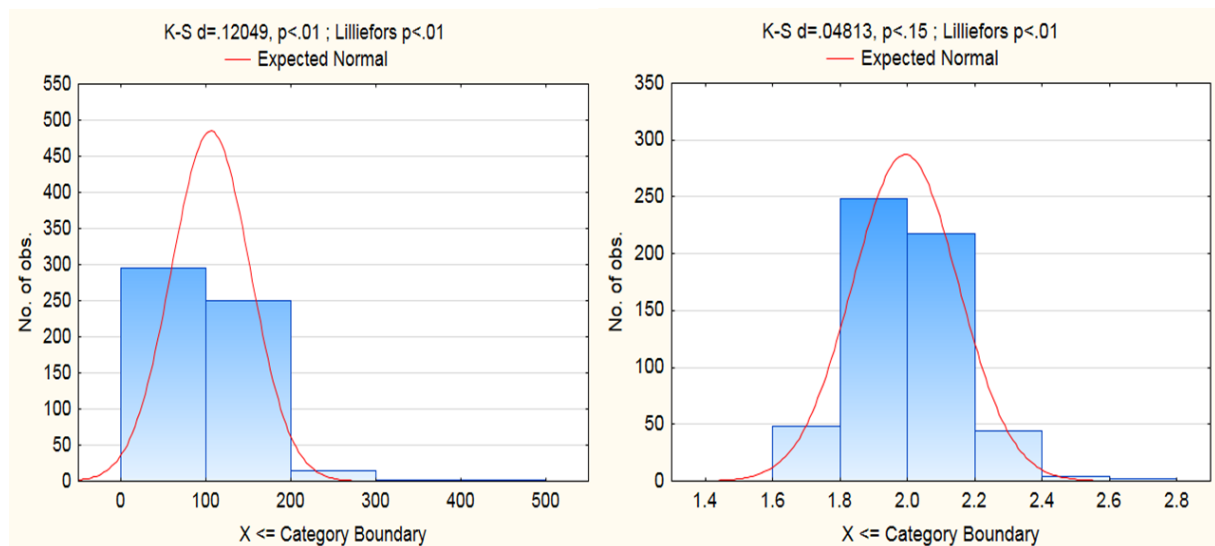 K-S d=.12049, p<.01 ; Lilliefors p<.01
Expected Normal
550
500
450
400
350
300
250
200
150
100
50
0
No. of obs.
0 100 200 300 400 500
X <= Category Boundary
K-S d=.04813, p<.15 ; Lilliefors p<.01
Expected Normal
350
300
250
200
150
100
50
0
No. of obs.
1.4 1.6 1.8 2.0 2.2 2.4 2.6 2.8
X <= Category Boundary